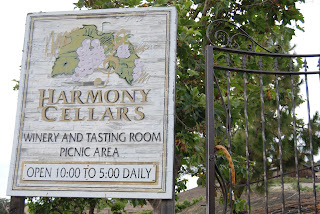 HARMONY
CELLARS
WINERY AND TASTING ROOM
PICNIC AREA
OPEN 10:00 TO 5:00 DAILY